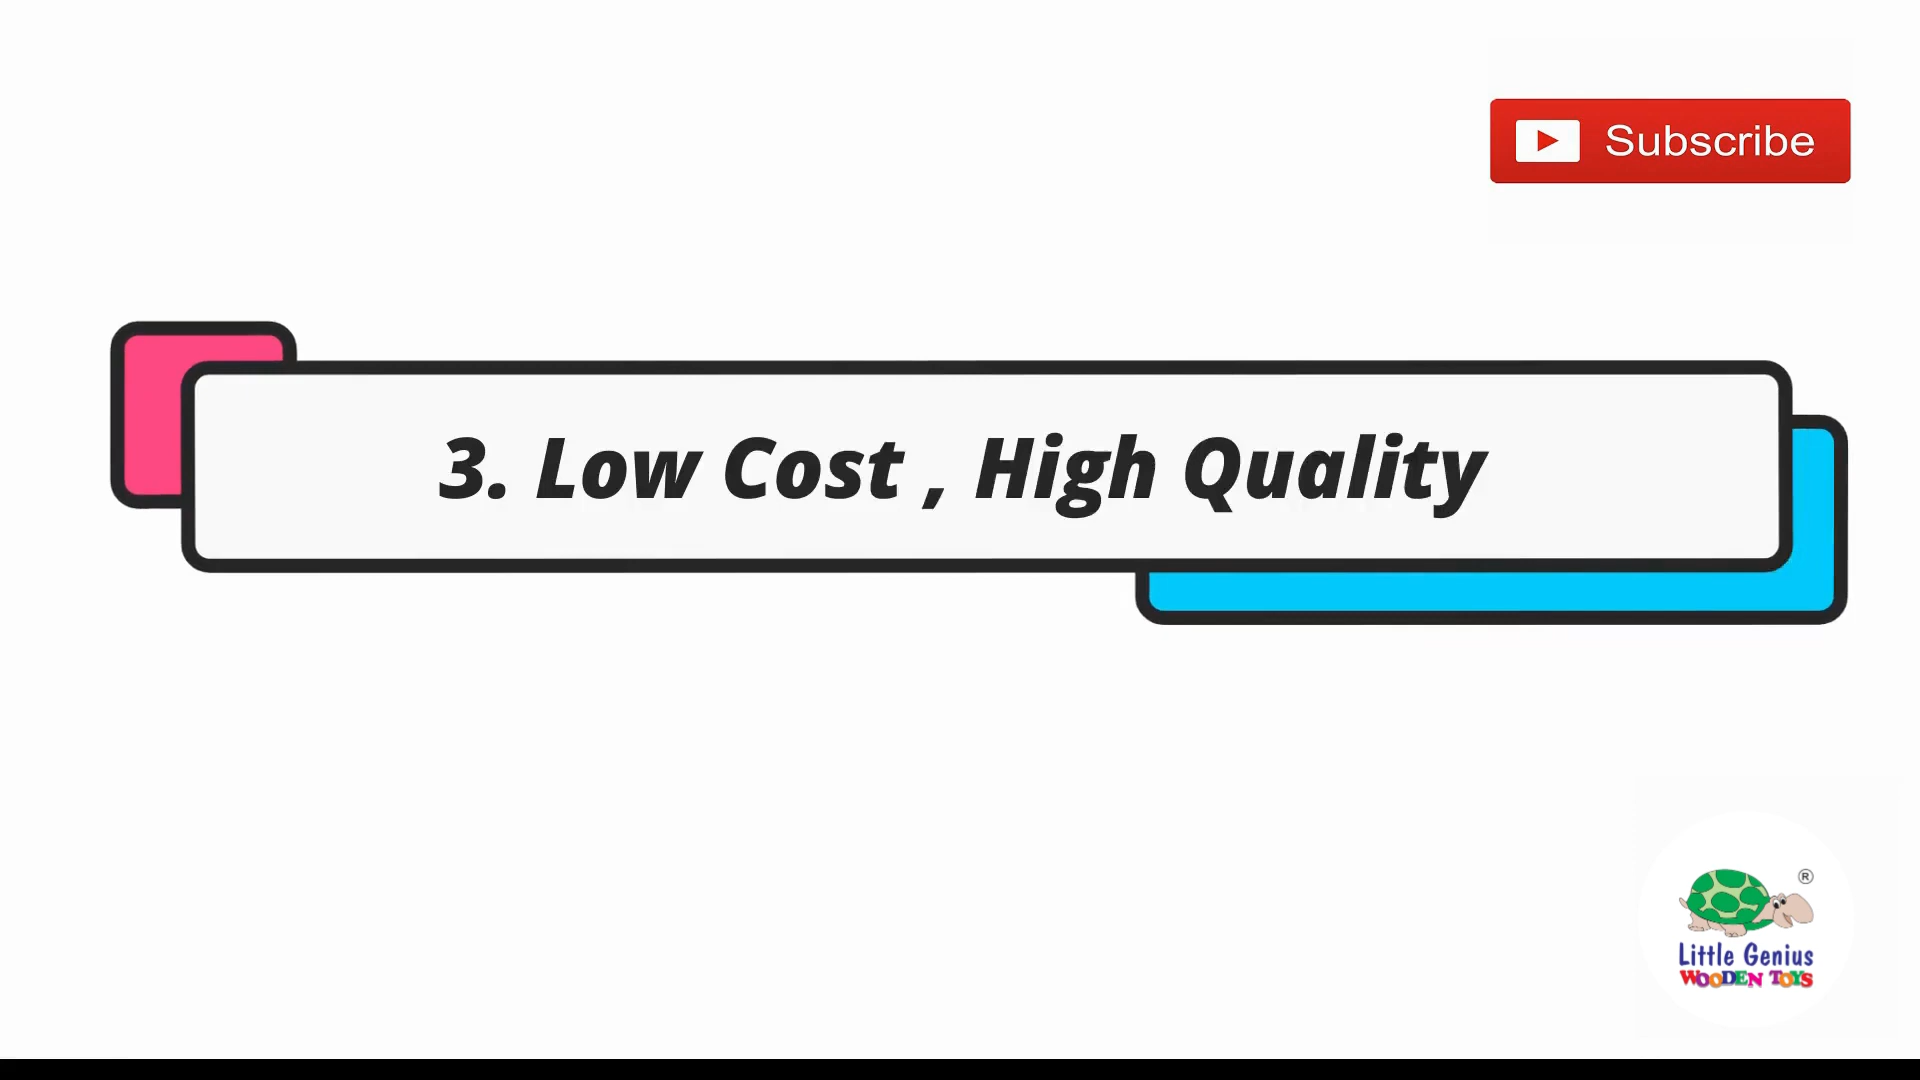 Subscribe
3. Low Cost , High Quality
®
Little Genius
WOODEN TOYS